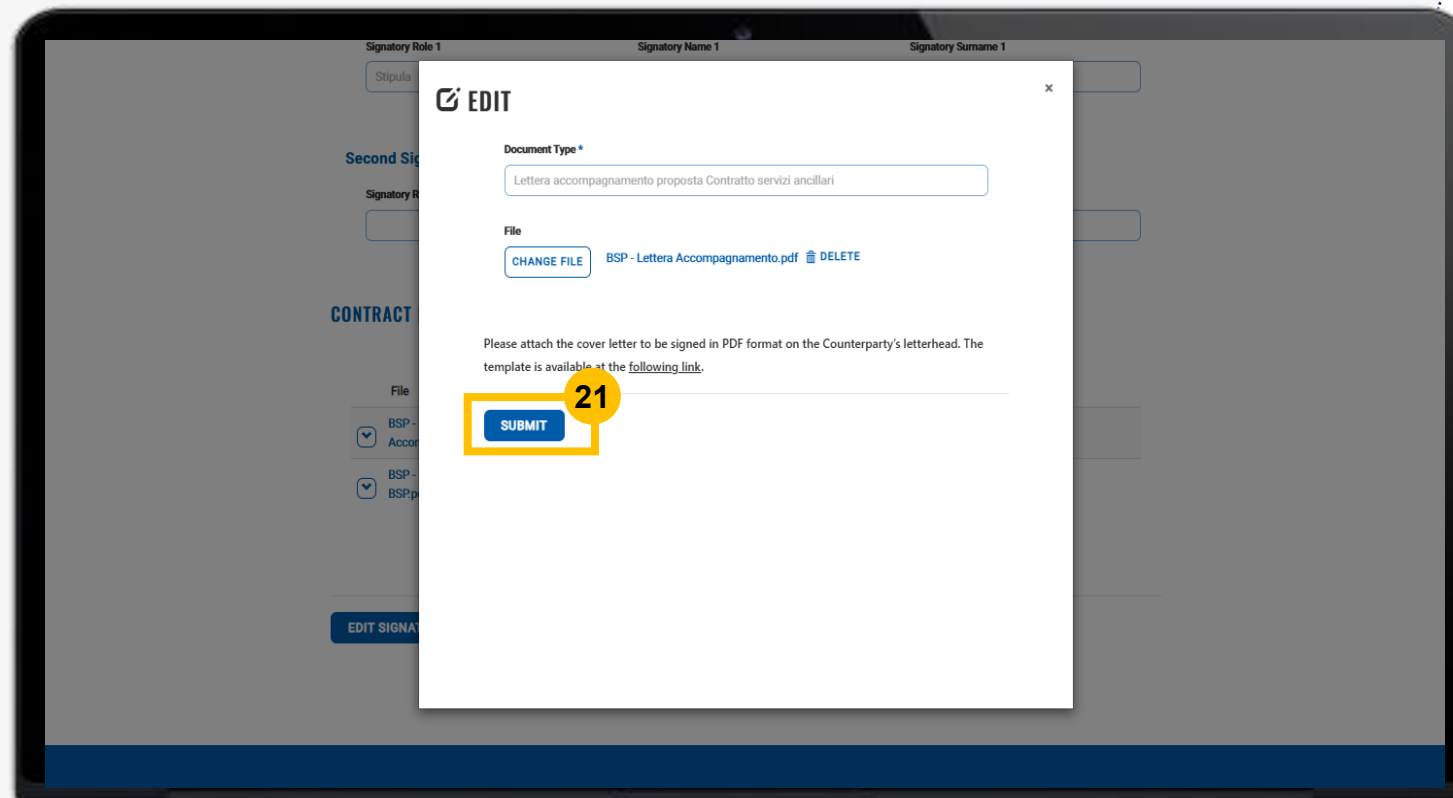 Signatory Role 1 Signatory Name 1 Signatory Surname 1
Stipula
EDIT
×
Document Type *
Lettera accompagnamento proposta Contratto servizi ancillari
Second Sig
Signatory R
File
CHANGE FILE BSP - Lettera Accompagnamento.pdf DELETE
CONTRACT
Please attach the cover letter to be signed in PDF format on the Counterparty's letterhead. The
template is available at the following link.
21
SUBMIT
File
BSP -
Accor
BSP -
BSP.p
EDIT SIGNAT